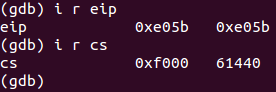 (gdb) i r eip
eip            0xe05b   0xe05b
(gdb) i r cs
cs             0xf000   61440
(gdb)